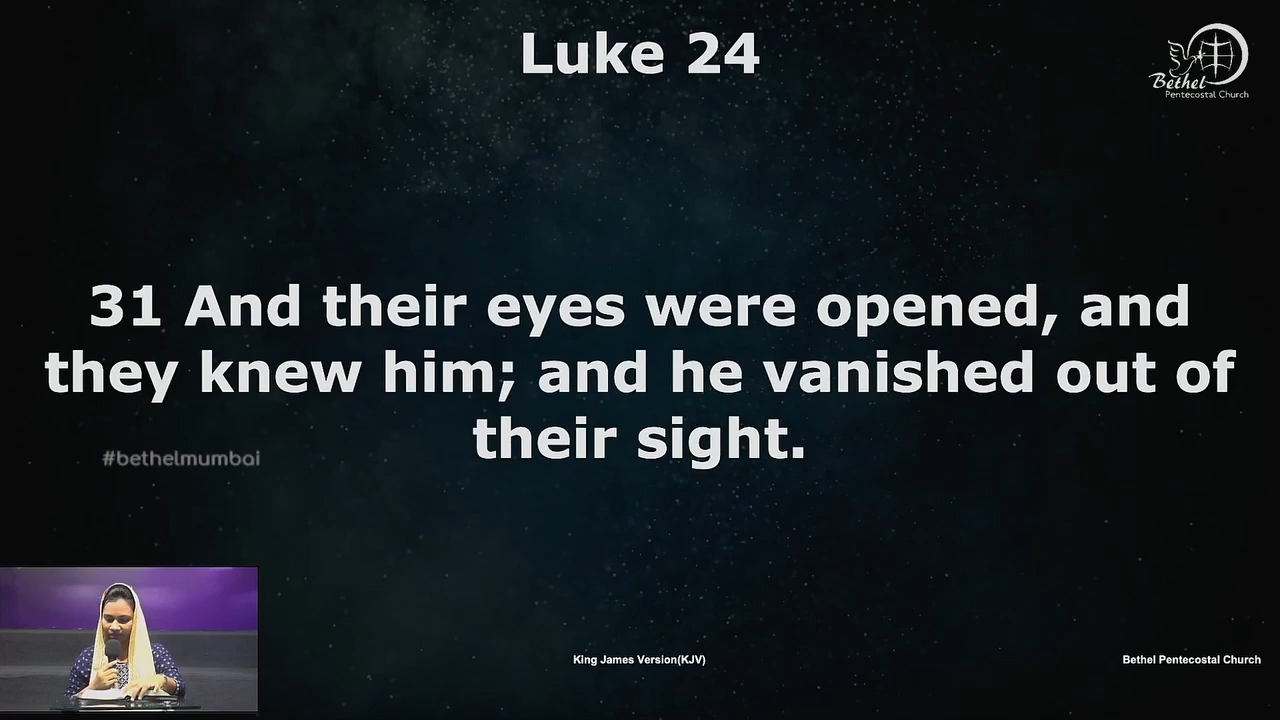 Luke 24
Bethel
Pentecostal Church
31 And their eyes were opened, and
they knew him; and he vanished out of
their sight.
#bethelmumbai
King James Version(KJV)
Bethel Pentecostal Church